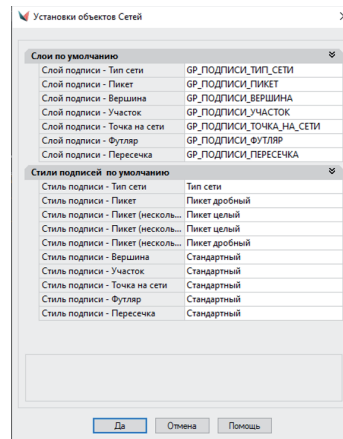 Установки объектов Сетей
Слои по умолчанию
Слой подписи - Тип сети GP_ПОДПИСИ_ТИП_СЕТИ
Слой подписи - Пикет GP_ПОДПИСИ_ПИКЕТ
Слой подписи - Вершина GP_ПОДПИСИ_ВЕРШИНА
Слой подписи - Участок GP_ПОДПИСИ_УЧАСТОК
Слой подписи - Точка на сети GP_ПОДПИСИ_ТОЧКА_НА_СЕТИ
Слой подписи - Футляр GP_ПОДПИСИ_ФУТЛЯР
Слой подписи - Пересечка GP_ПОДПИСИ_ПЕРЕСЕЧКА
Стили подписей по умолчанию
Стиль подписи - Тип сети Тип сети
Стиль подписи - Пикет Пикет дробный
Стиль подписи - Пикет (несколь... Пикет целый
Стиль подписи - Пикет (несколь... Пикет целый
Стиль подписи - Пикет (несколь... Пикет дробный
Стиль подписи - Вершина Стандартный
Стиль подписи - Участок Стандартный
Стиль подписи - Точка на сети Стандартный
Стиль подписи - Футляр Стандартный
Стиль подписи - Пересечка Стандартный
Да Отмена Помощь